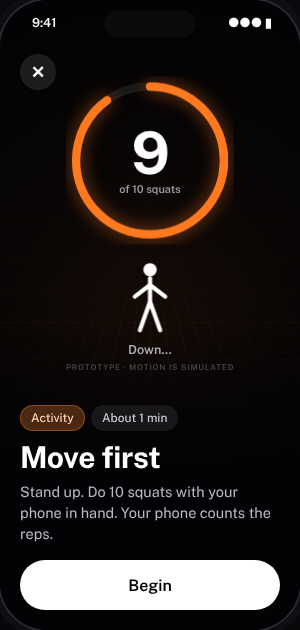 9:41
9
of 10 squats
Down...
PROTOTYPE · MOTION IS SIMULATED
Activity
About 1 min
Move first
Stand up. Do 10 squats with your
phone in hand. Your phone counts the
reps.
Begin